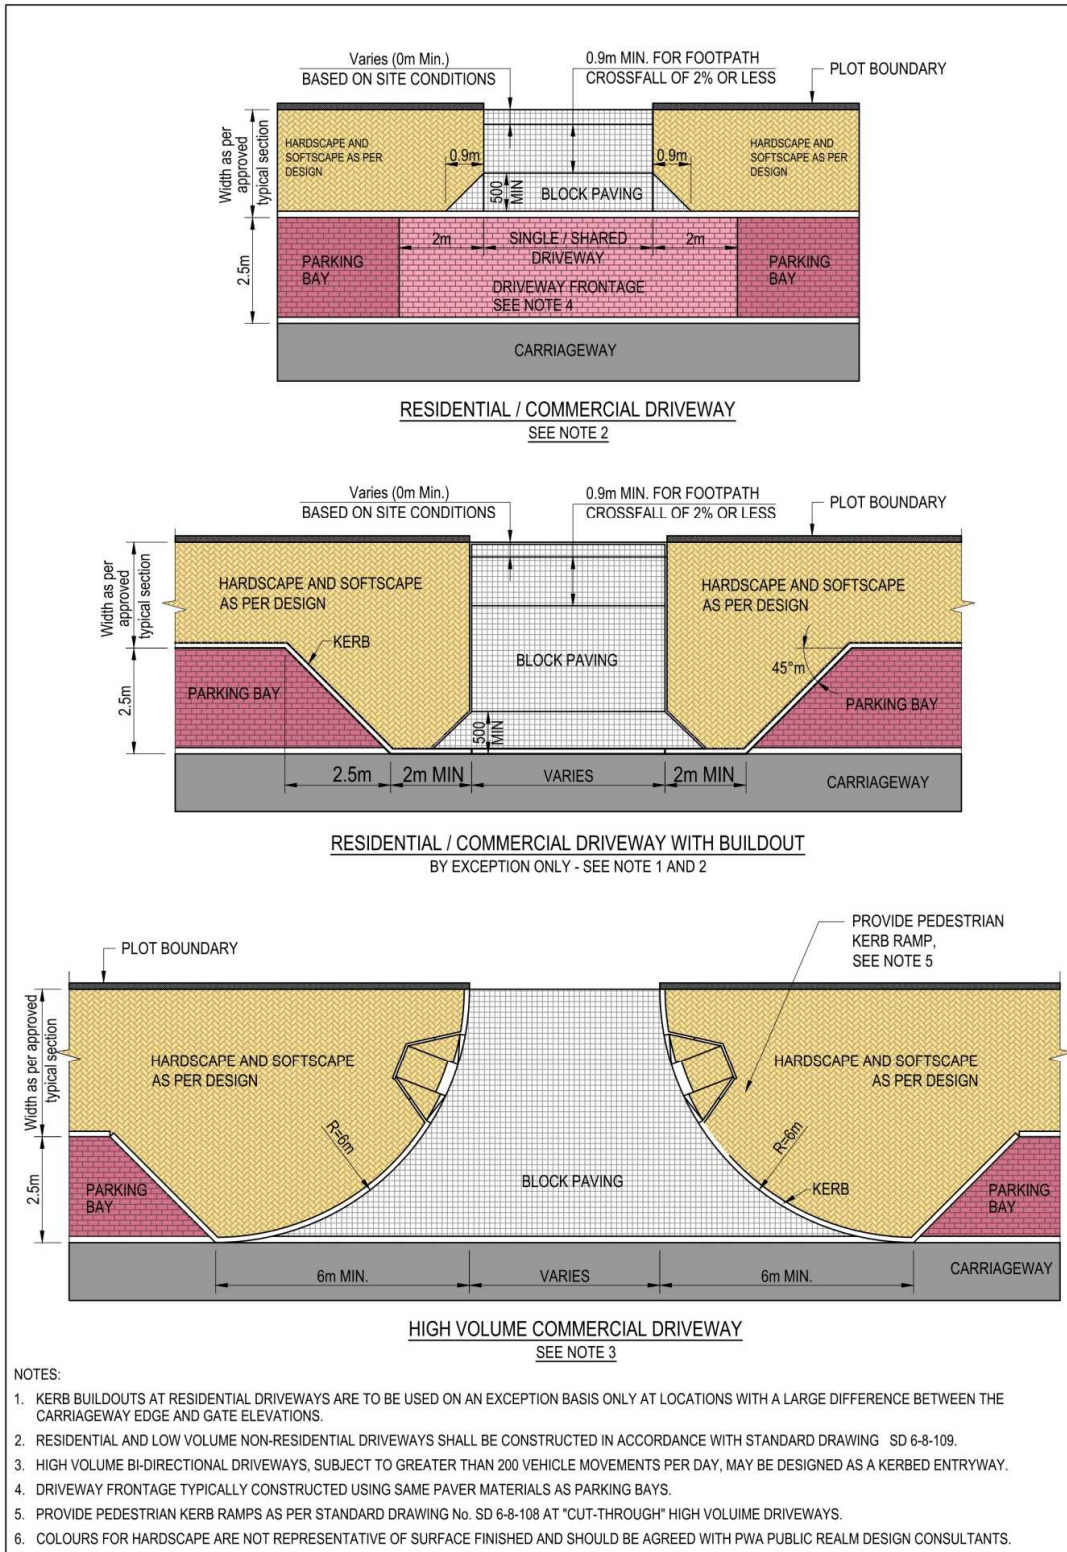 Varies (0m Min.)
BASED ON SITE CONDITIONS
0.9m MIN. FOR FOOTPATH
CROSSFALL OF 2% OR LESS
PLOT BOUNDARY
Width as per
approved
typical section
HARDSCAPE AND
SOFTSCAPE AS PER
DESIGN
0.9m
500
MIN
BLOCK PAVING
0.9m
HARDSCAPE AND
SOFTSCAPE AS PER
DESIGN
2.5m
PARKING
BAY
2m
SINGLE / SHARED
DRIVEWAY
2m
DRIVEWAY FRONTAGE
SEE NOTE 4
PARKING
BAY
CARRIAGEWAY
RESIDENTIAL / COMMERCIAL DRIVEWAY
SEE NOTE 2
Varies (0m Min.)
BASED ON SITE CONDITIONS
0.9m MIN. FOR FOOTPATH
CROSSFALL OF 2% OR LESS
PLOT BOUNDARY
Width as per
approved
typical section
HARDSCAPE AND SOFTSCAPE
AS PER DESIGN
HARDSCAPE AND SOFTSCAPE
AS PER DESIGN
KERB
BLOCK PAVING
45°m
2.5m
PARKING BAY
PARKING BAY
500
MIN
2.5m
2m MIN
VARIES
2m MIN
CARRIAGEWAY
RESIDENTIAL / COMMERCIAL DRIVEWAY WITH BUILDOUT
BY EXCEPTION ONLY - SEE NOTE 1 AND 2
PROVIDE PEDESTRIAN
KERB RAMP,
SEE NOTE 5
PLOT BOUNDARY
Width as per approved
typical section
HARDSCAPE AND SOFTSCAPE
AS PER DESIGN
HARDSCAPE AND SOFTSCAPE
AS PER DESIGN
R=6m
R=6m
2.5m
PARKING
BAY
BLOCK PAVING
KERB
PARKING
BAY
6m MIN.
VARIES
6m MIN.
CARRIAGEWAY
HIGH VOLUME COMMERCIAL DRIVEWAY
SEE NOTE 3
NOTES:
1. KERB BUILDOUTS AT RESIDENTIAL DRIVEWAYS ARE TO BE USED ON AN EXCEPTION BASIS ONLY AT LOCATIONS WITH A LARGE DIFFERENCE BETWEEN THE
CARRIAGEWAY EDGE AND GATE ELEVATIONS.
2. RESIDENTIAL AND LOW VOLUME NON-RESIDENTIAL DRIVEWAYS SHALL BE CONSTRUCTED IN ACCORDANCE WITH STANDARD DRAWING SD 6-8-109.
3. HIGH VOLUME BI-DIRECTIONAL DRIVEWAYS, SUBJECT TO GREATER THAN 200 VEHICLE MOVEMENTS PER DAY, MAY BE DESIGNED AS A KERBED ENTRYWAY.
4. DRIVEWAY FRONTAGE TYPICALLY CONSTRUCTED USING SAME PAVER MATERIALS AS PARKING BAYS.
5. PROVIDE PEDESTRIAN KERB RAMPS AS PER STANDARD DRAWING No. SD 6-8-108 AT "CUT-THROUGH" HIGH VOLUIME DRIVEWAYS.
6. COLOURS FOR HARDSCAPE ARE NOT REPRESENTATIVE OF SURFACE FINISHED AND SHOULD BE AGREED WITH PWA PUBLIC REALM DESIGN CONSULTANTS.